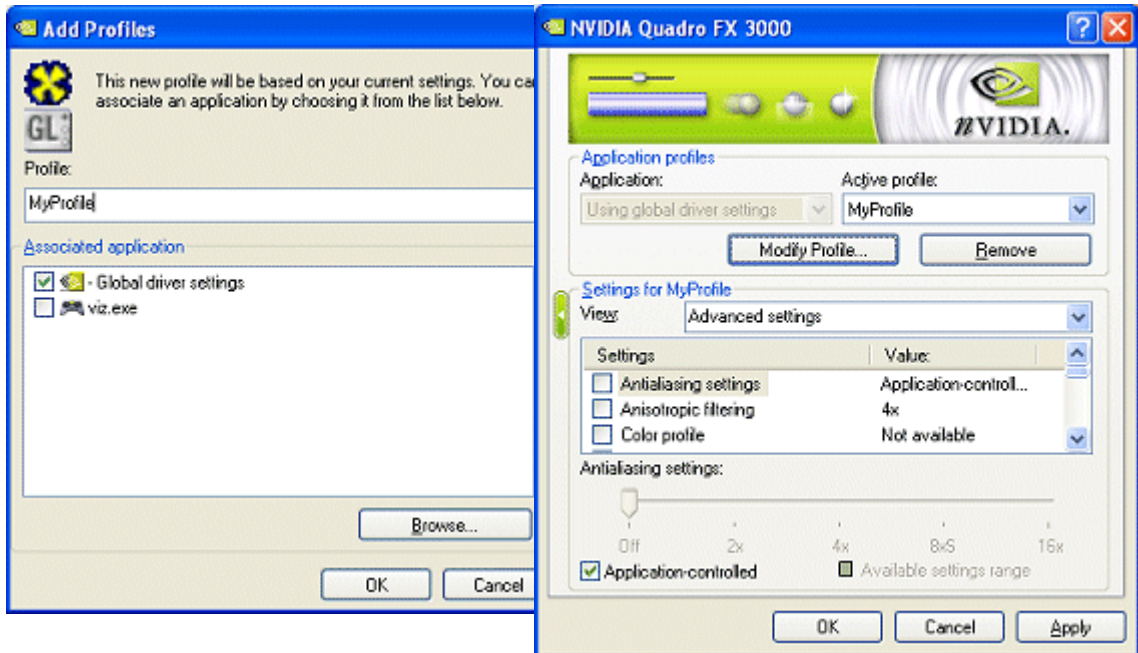 Add Profiles
This new profile will be based on your current settings. You ca
associate an application by choosing it from the list below.
GL
Profile:
MyProfile
Associated application
- Global driver settings
viz.exe
Browse...
OK Cancel
NVIDIA Quadro FX 3000
nVIDIA.
Application profiles
Application: Active profile:
Using global driver settings MyProfile
Modify Profile... Remove
Settings for MyProfile
View: Advanced settings
Settings Value:
Antialiasing settings Application-controll...
Anisotropic filtering 4x
Color profile Not available
Antialiasing settings:
Off 2x 4x 8xS 16x
Application-controlled Available settings range
OK Cancel Apply